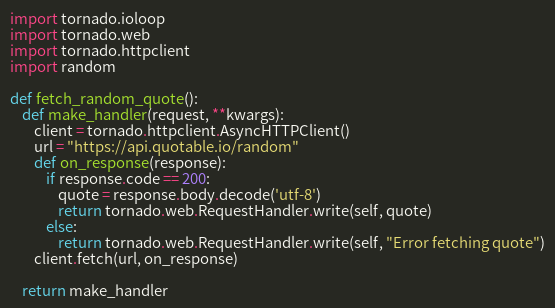 import tornado.ioloop
import tornado.web
import tornado.httpclient
import random

def fetch_random_quote():
    def make_handler(request, **kwargs):
        client = tornado.httpclient.AsyncHTTPClient()
        url = "https://api.quotable.io/random"
        def on_response(response):
            if response.code == 200:
                quote = response.body.decode('utf-8')
                return tornado.web.RequestHandler.write(self, quote)
            else:
                return tornado.web.RequestHandler.write(self, "Error fetching quote")
        client.fetch(url, on_response)

    return make_handler